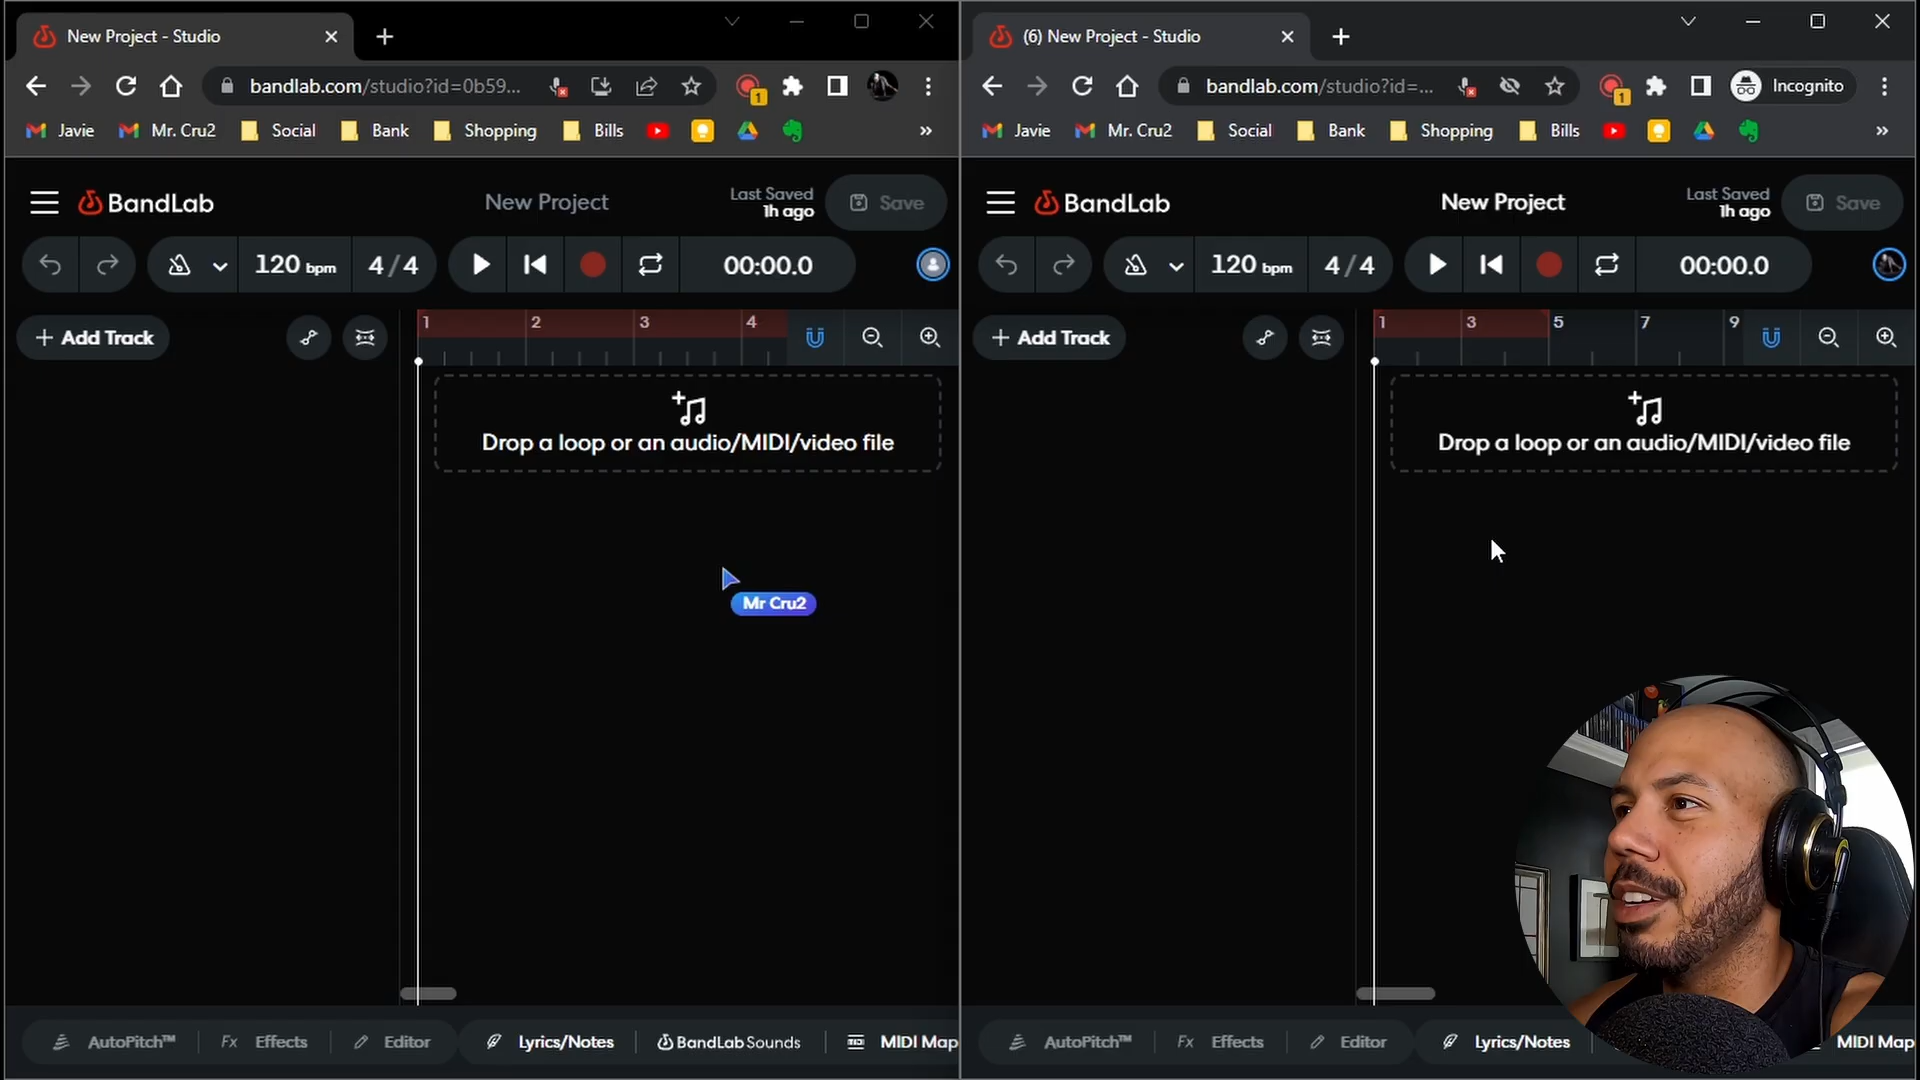 New Project - Studio
bandlab.com/studio?id=0b59...
1
Javie
Mr. Cru2
Social
Bank
Shopping
Bills
BandLab
New Project
Last Saved
1h ago
Save
120 bpm
4/4
00:00.0
+ Add Track
1 2 3 4
Drop a loop or an audio/MIDI/video file
Mr Cru2
AutoPitch™
Fx Effects
Editor
Lyrics/Notes
BandLab Sounds
MIDI Map
(6) New Project - Studio
bandlab.com/studio?id=...
1
Incognito
Javie
Mr. Cru2
Social
Bank
Shopping
Bills
BandLab
New Project
Last Saved
1h ago
Save
120 bpm
4/4
00:00.0
+ Add Track
1 3 5 7 9
Drop a loop or an audio/MIDI/video file
AutoPitch™
Fx Effects
Editor
Lyrics/Notes
MIDI Map